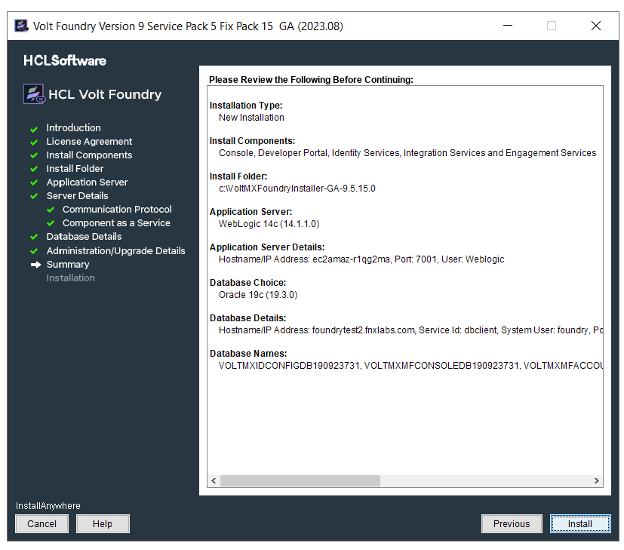 Volt Foundry Version 9 Service Pack 5 Fix Pack 15 GA (2023.08)
HCLSoftware
HCL Volt Foundry
Introduction
License Agreement
Install Components
Install Folder
Application Server
Server Details
Communication Protocol
Component as a Service
Database Details
Administration/Upgrade Details
Summary
Installation
Please Review the Following Before Continuing:
Installation Type:
New Installation
Install Components:
Console, Developer Portal, Identity Services, Integration Services and Engagement Services
Install Folder:
c:\VoltMXFoundryInstaller-GA-9.5.15.0
Application Server:
WebLogic 14c (14.1.1.0)
Application Server Details:
Hostname/IP Address: ec2amaz-r1qg2ma, Port: 7001, User: Weblogic
Database Choice:
Oracle 19c (19.3.0)
Database Details:
Hostname/IP Address: foundrytest2.fnxlabs.com, Service Id: dbclient, System User: foundry, Po
Database Names:
VOLTMXIDCONFIGDB190923731, VOLTMXMFCONSOLEDB190923731, VOLTMXMFACCOU
InstallAnywhere
Cancel
Help
Previous
Install